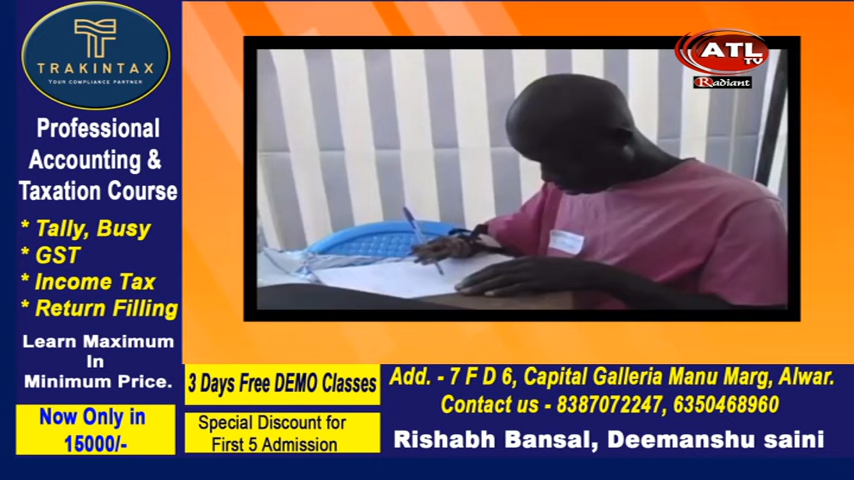 TRAKINTAX
YOUR COMPLIANCE PARTNER
Professional
Accounting &
Taxation Course
* Tally, Busy
* GST
* Income Tax
* Return Filling
Learn Maximum
In
Minimum Price.
Now Only in
15000/-
ATL
TV
Radiant
3 Days Free DEMO Classes
Special Discount for
First 5 Admission
Add. - 7 F D 6, Capital Galleria Manu Marg, Alwar.
Contact us - 8387072247, 6350468960
Rishabh Bansal, Deemanshu saini